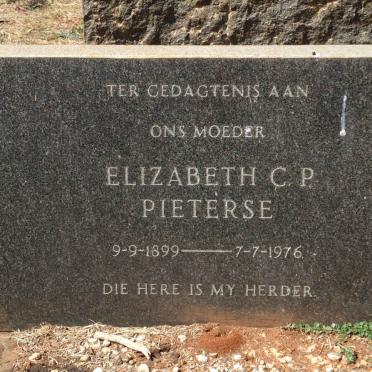 TER GEDAGTENIS AAN
ONS MOEDER
ELIZABETH C. P.
PIETERSE
9-9-1899 — 7-7-1976.
DIE HERE IS MY HERDER.